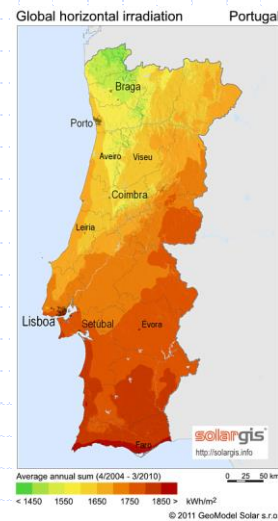 Global horizontal irradiation Portugal
Braga
Porto
Aveiro Viseu
Coimbra
Leiria
Lisboa
Setúbal
Evora
Faro
solargis
http://solargis.info
Average annual sum (4/2004 - 3/2010)
0 25 50 km
< 1450 1550 1650 1750 1850 > kWh/m²
© 2011 GeoModel Solar s.r.o.